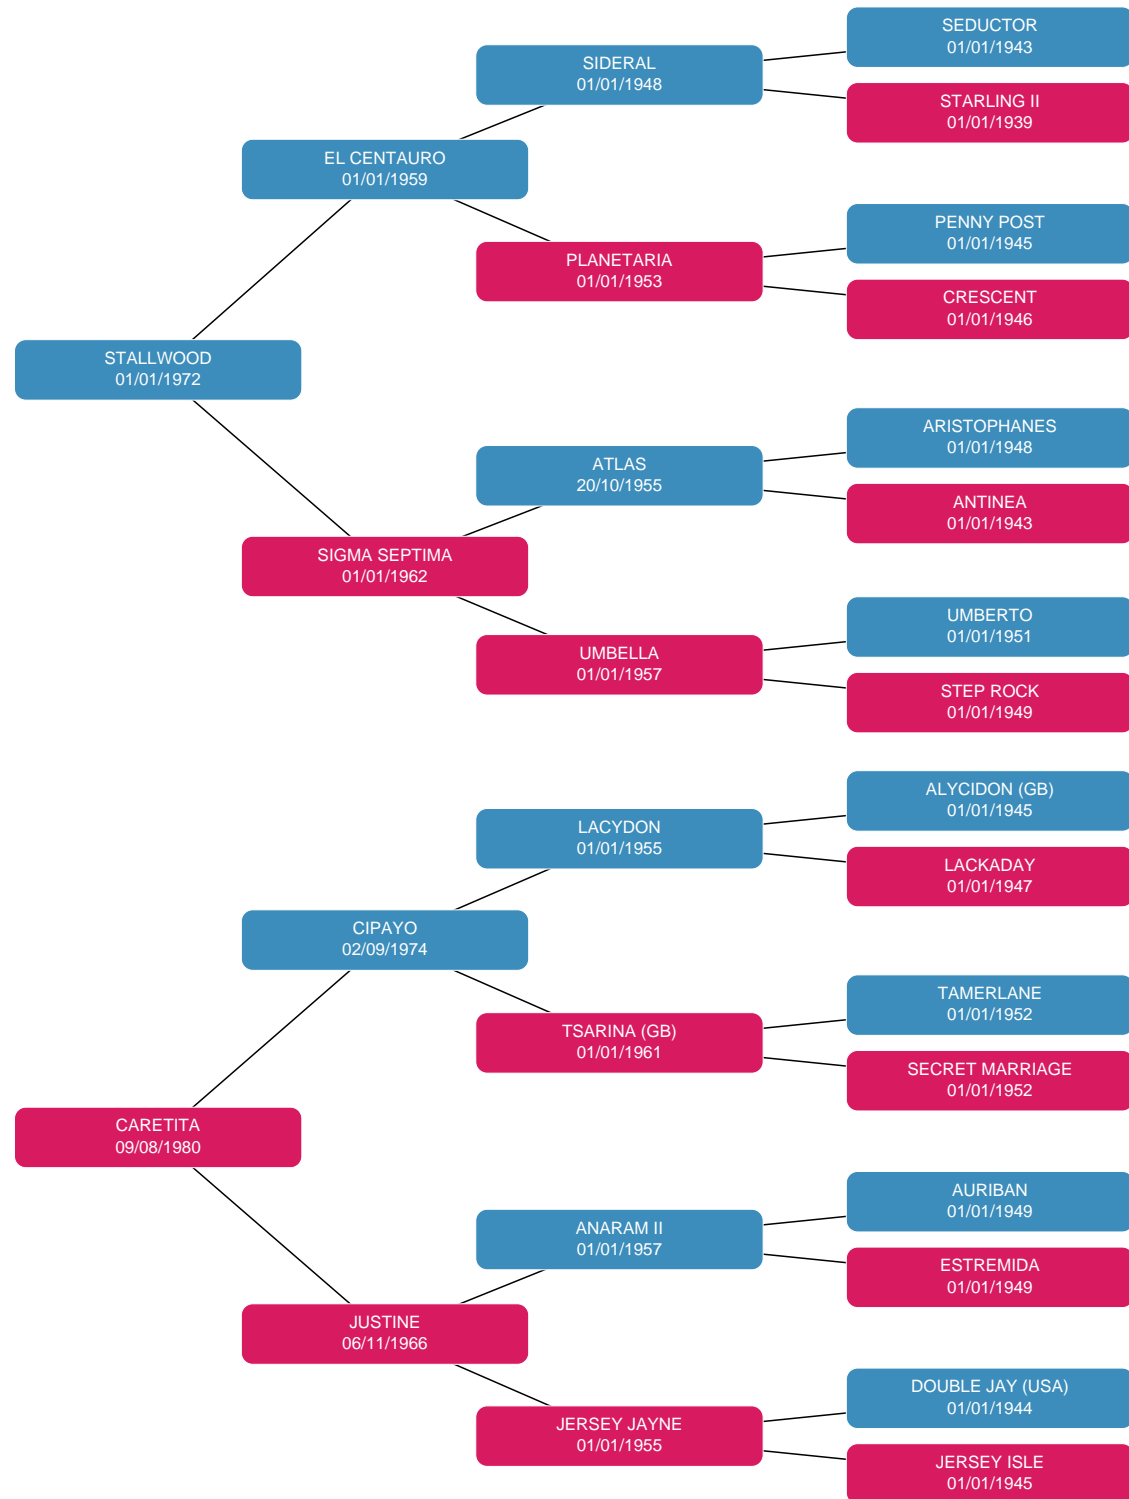 SEDUCTOR
01/01/1943
SIDERAL
01/01/1948
STARLING II
01/01/1939
EL CENTAURO
01/01/1959
PENNY POST
01/01/1945
PLANETARIA
01/01/1953
CRESCENT
01/01/1946
STALLWOOD
01/01/1972
ARISTOPHANES
01/01/1948
ATLAS
20/10/1955
ANTINEA
01/01/1943
SIGMA SEPTIMA
01/01/1962
UMBERTO
01/01/1951
UMBELLA
01/01/1957
STEP ROCK
01/01/1949
ALYCIDON (GB)
01/01/1945
LACYDON
01/01/1955
LACKADAY
01/01/1947
CIPAYO
02/09/1974
TAMERLANE
01/01/1952
TSARINA (GB)
01/01/1961
SECRET MARRIAGE
01/01/1952
CARETITA
09/08/1980
AURIBAN
01/01/1949
ANARAM II
01/01/1957
ESTREMIDA
01/01/1949
JUSTINE
06/11/1966
DOUBLE JAY (USA)
01/01/1944
JERSEY JAYNE
01/01/1955
JERSEY ISLE
01/01/1945